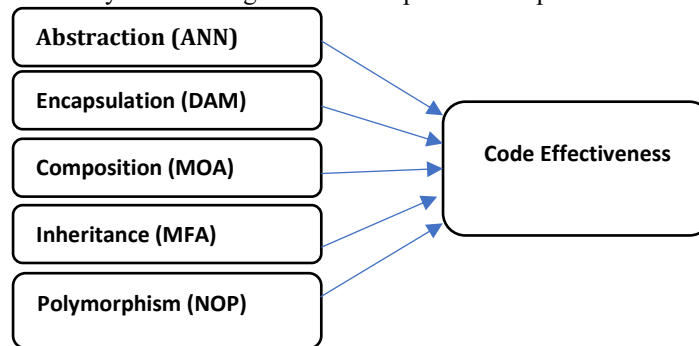 Abstraction (ANN)
Encapsulation (DAM)
Code Effectiveness
Composition (MOA)
Inheritance (MFA)
Polymorphism (NOP)